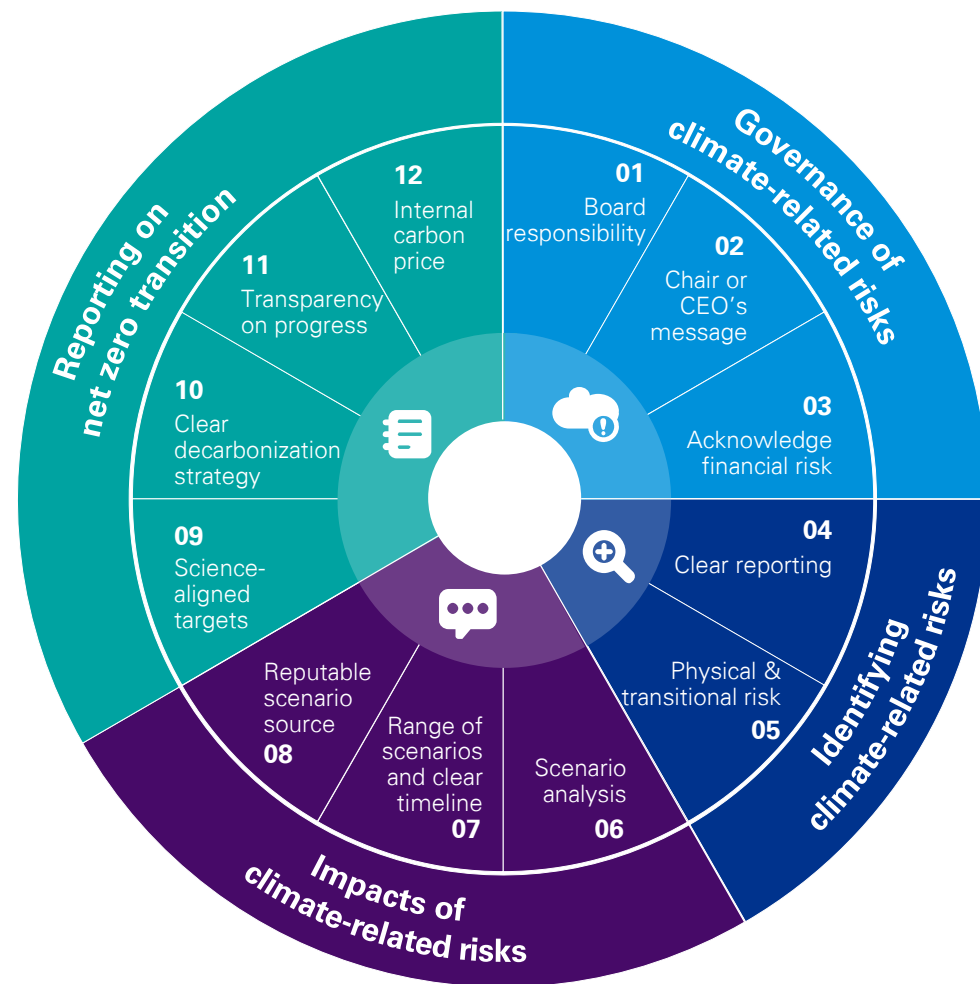 Governance of
climate-related risks
01
Board
responsibility
02
Chair or
CEO’s
message
03
Acknowledge
financial risk
Identifying
climate-related risks
04
Clear reporting
Physical &
transitional risk
05
Impacts of
climate-related risks
Scenario
analysis
06
Range of
scenarios
and clear
timeline
07
Reputable
scenario
source
08
Reporting on
net zero transition
09
Science-
aligned
targets
10
Clear
decarbonization
strategy
11
Transparency
on progress
12
Internal
carbon
price